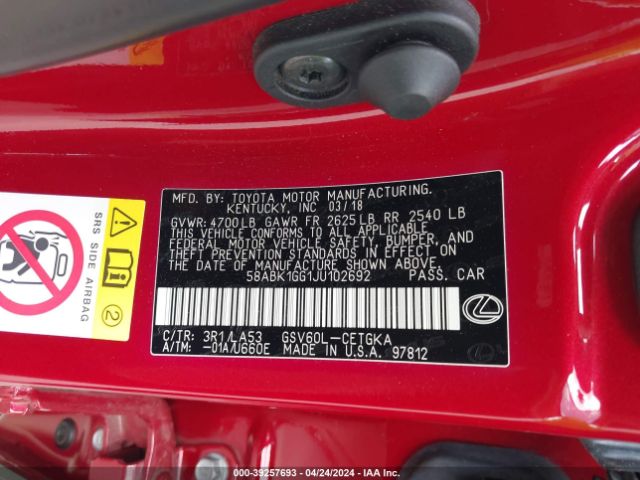 MFD. BY: TOYOTA MOTOR MANUFACTURING.
KENTUCKY, INC 03/18
GVWR: 4700LB GAWR FR 2625LB RR 2540 LB
THIS VEHICLE CONFORMS TO ALL APPLICABLE
FEDERAL MOTOR VEHICLE SAFETY, BUMPER, AND
THEFT PREVENTION STANDARDS IN EFFECT ON
THE DATE OF MANUFACTURE SHOWN ABOVE.
58ABK1GG1JU102692 PASS. CAR
C/TR: 3R1/LA53 GSV60L-CETGKA
A/TM: -01A/U660E MADE IN U.S.A. 97812
SRS SIDE AIRBAG
2
000-39257693 - 04/24/2024 - IAA Inc.